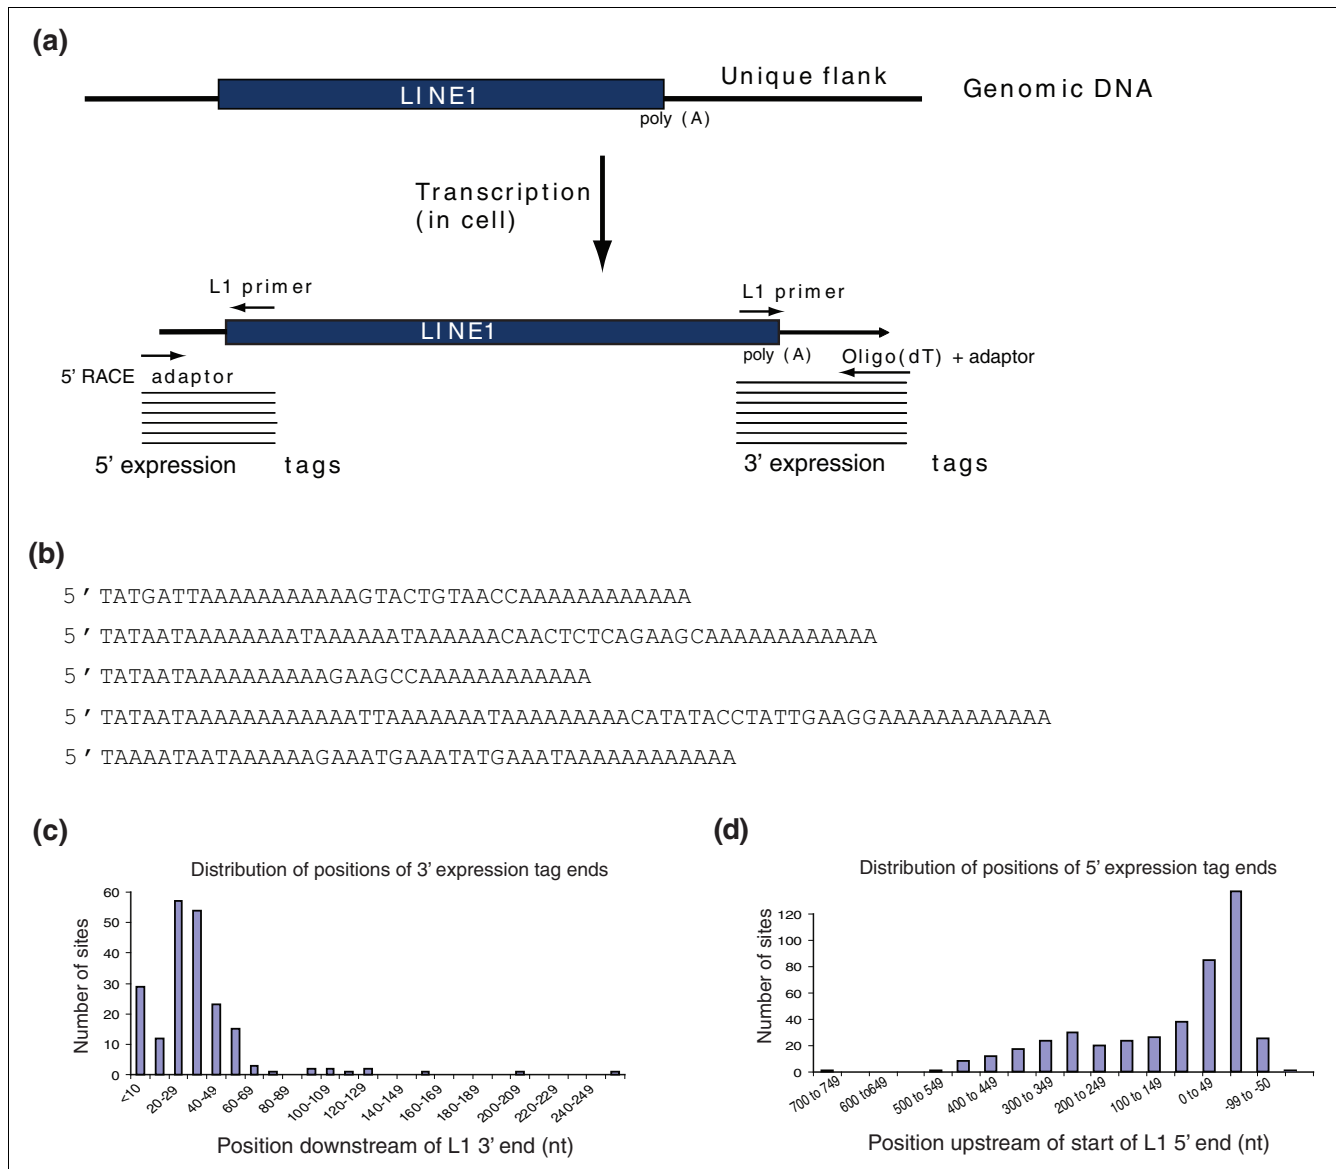 (a)
LINE1
Unique flank
Genomic DNA
poly (A)
Transcription
(in cell)
L1 primer
L1 primer
LINE1
poly (A)
Oligo(dT) + adaptor
5' RACE adaptor
5' expression tags
3' expression tags
(b)
5' TATGATTAAAAAAAAAAAGTACTGTAACCAAAAAAAAAAAA
5' TATAATAAAAAAAATAAAAAATAAAAAACAACTCTCAGAAGCAAAAAAAAAAAA
5' TATAATAAAAAAAAAAGAAGCCAAAAAAAAAAAA
5' TATAATAAAAAAAAAAAATTAAAAAAATAAAAAAAAACATATACCTATTGAAGGAAAAAAAAAAAA
5' TAAAATAATAAAAAAGAAATGAAATATGAAATAAAAAAAAAAAA
(c)
Distribution of positions of 3' expression tag ends
Number of sites
60
50
40
30
20
10
0
<10
20-29
40-49
60-69
80-89
100-109
120-129
140-149
160-169
180-189
200-209
220-229
240-249
Position downstream of L1 3' end (nt)
(d)
Distribution of positions of 5' expression tag ends
Number of sites
120
100
80
60
40
20
0
700 to 749
600 to649
500 to 549
400 to 449
300 to 349
200 to 249
100 to 149
0 to 49
-99 to -50
Position upstream of start of L1 5' end (nt)